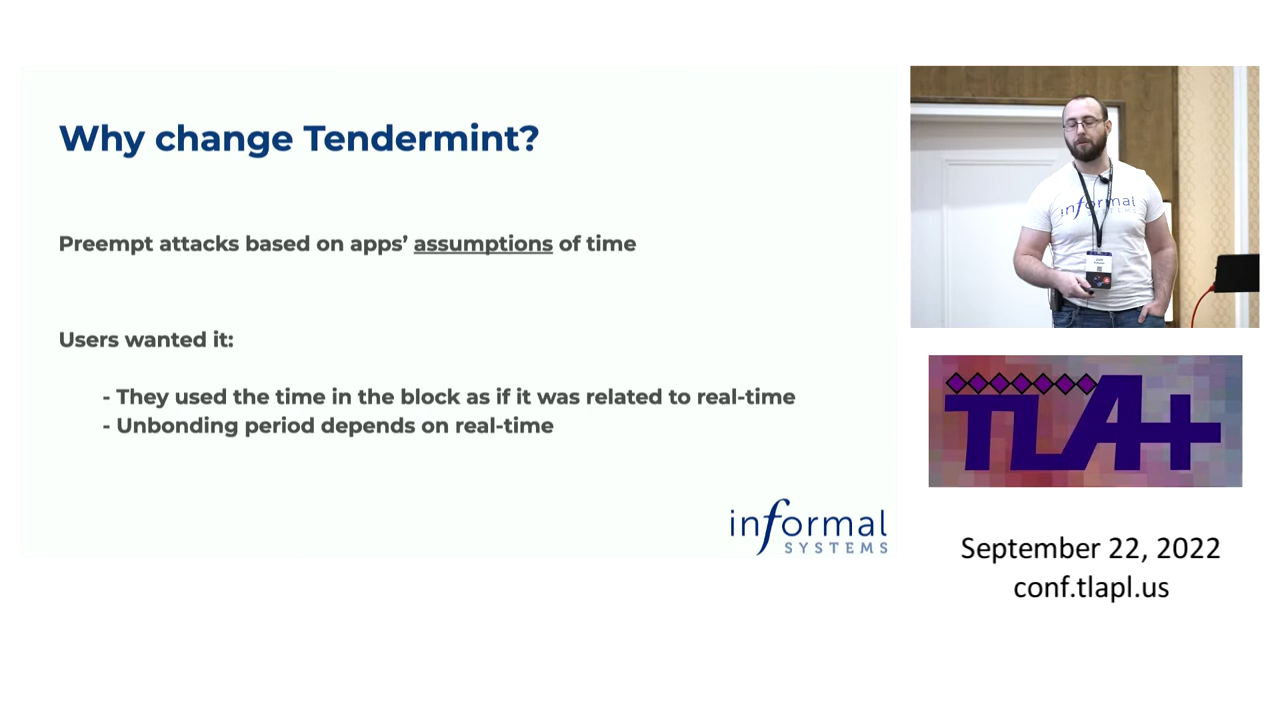 Why change Tendermint?
Preempt attacks based on apps’ assumptions of time
Users wanted it:
- They used the time in the block as if it was related to real-time
- Unbonding period depends on real-time
informal
SYSTEMS
informal
SYSTEMS
TLA+
September 22, 2022
conf.tlapl.us